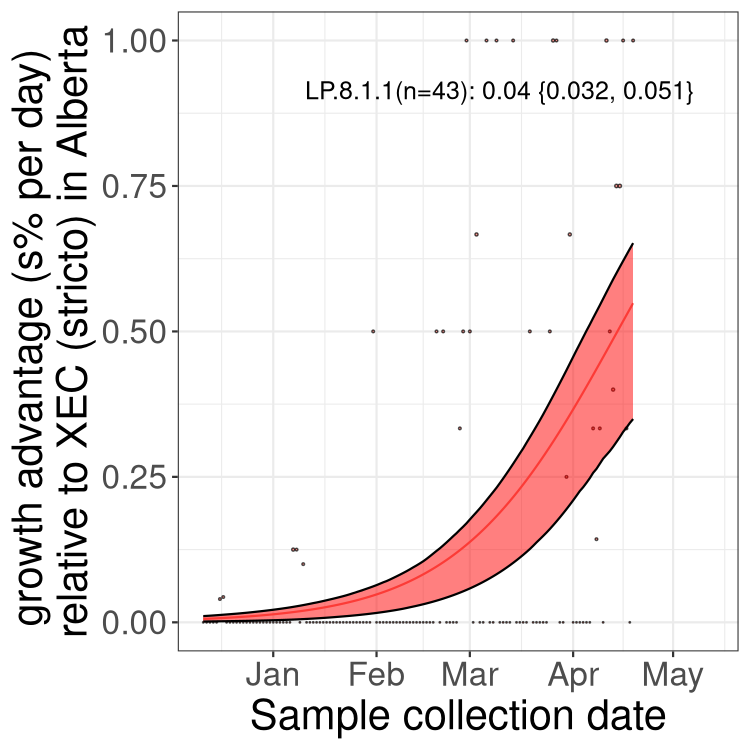 growth advantage (s% per day)
relative to XEC (stricto) in Alberta
1.00
0.75
0.50
0.25
0.00
LP.8.1.1(n=43): 0.04 {0.032, 0.051}
Jan Feb Mar Apr May
Sample collection date